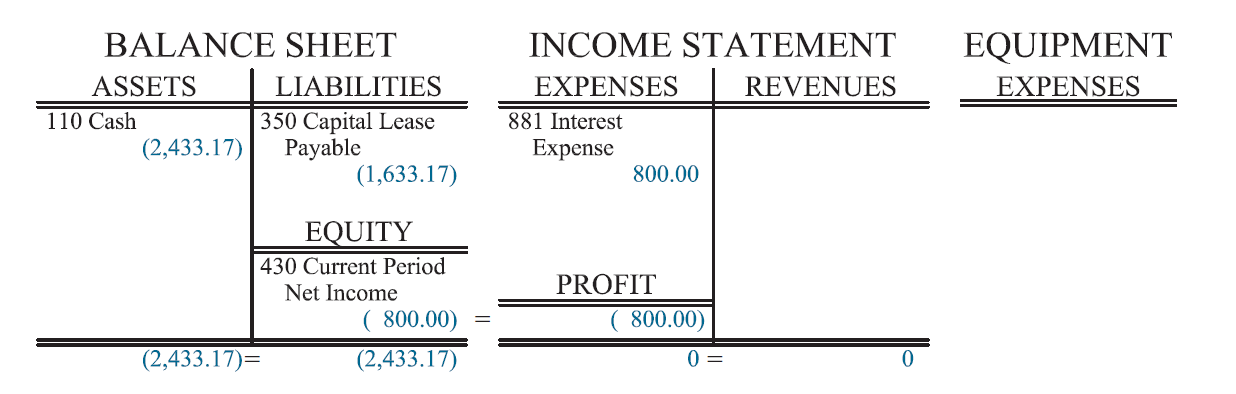 BALANCE SHEET INCOME STATEMENT EQUIPMENT
ASSETS LIABILITIES EXPENSES REVENUES EXPENSES
110 Cash 350 Capital Lease 881 Interest
(2,433.17) Payable Expense
(1,633.17) 800.00
EQUITY
430 Current Period
Net Income PROFIT
( 800.00) = ( 800.00)
(2,433.17)= (2,433.17) 0 = 0